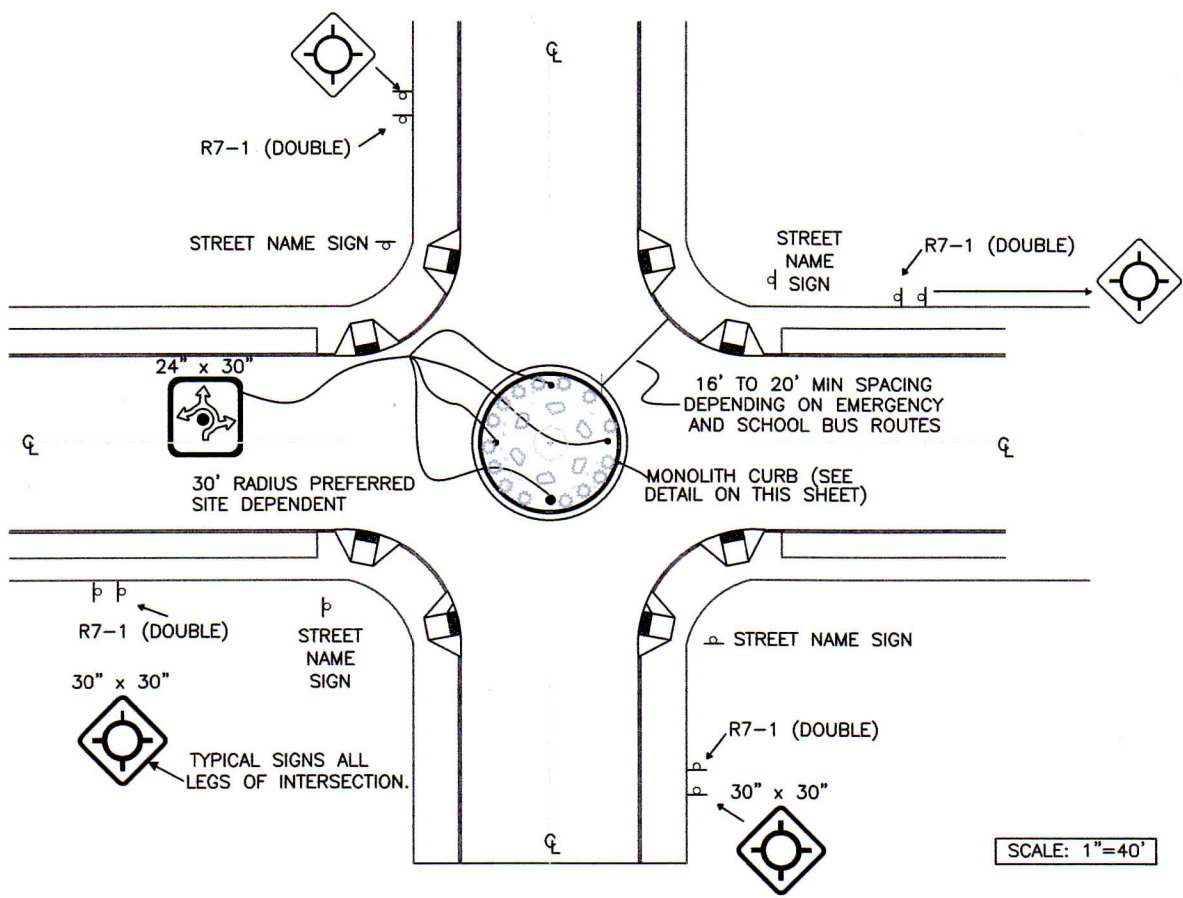 ℄
R7-1 (DOUBLE)
STREET NAME SIGN
STREET
NAME
SIGN
R7-1 (DOUBLE)
24" x 30"
16' TO 20' MIN SPACING
DEPENDING ON EMERGENCY
AND SCHOOL BUS ROUTES
℄
℄
30' RADIUS PREFERRED
SITE DEPENDENT
MONOLITH CURB (SEE
DETAIL ON THIS SHEET)
R7-1 (DOUBLE)
STREET
NAME
SIGN
STREET NAME SIGN
30" x 30"
TYPICAL SIGNS ALL
LEGS OF INTERSECTION.
R7-1 (DOUBLE)
30" x 30"
℄
SCALE: 1"=40'